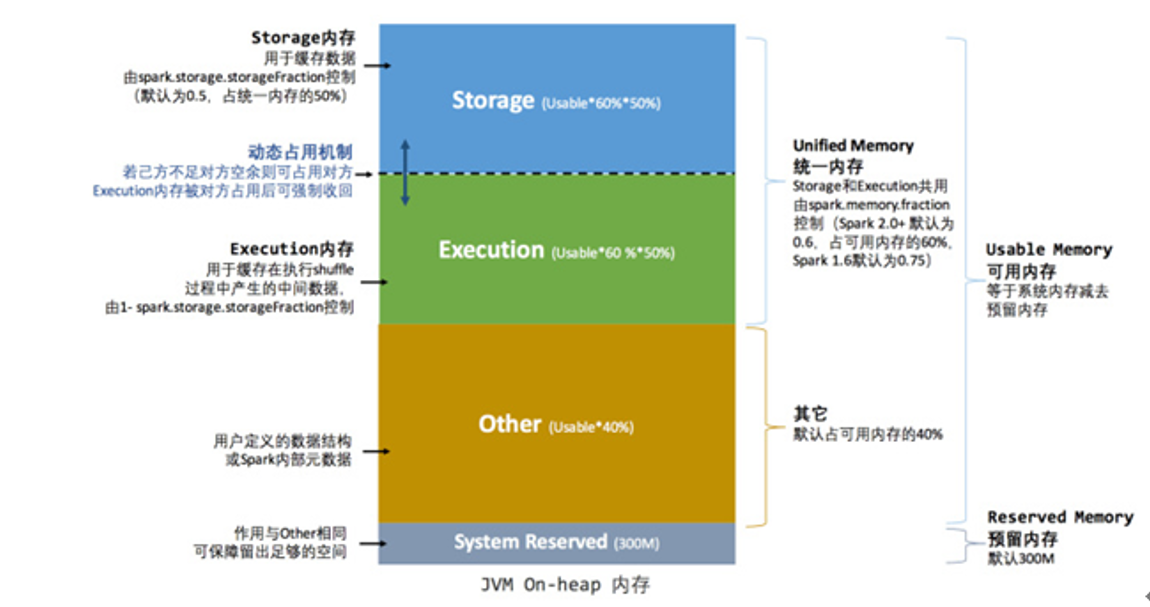 Storage内存
用于缓存数据
由spark.storage.storageFraction控制
（默认为0.5，占统一内存的50%）
动态占用机制
若己方不足对方空余则可占用对方
Execution内存被对方占用后可强制收回
Execution内存
用于缓存在执行shuffle
过程中产生的中间数据，
由1- spark.storage.storageFraction控制
用户定义的数据结构
或Spark内部元数据
作用与Other相同
可保障留出足够的空间
Storage (Usable*60%*50%)
Execution (Usable*60 %*50%)
Other (Usable*40%)
System Reserved (300M)
JVM On-heap 内存
Unified Memory
统一内存
Storage和Execution共用
由spark.memory.fraction
控制（Spark 2.0+ 默认为
0.6，占可用内存的60%，
Spark 1.6默认为0.75）
其它
默认占可用内存的40%
Usable Memory
可用内存
等于系统内存减去
预留内存
Reserved Memory
预留内存
默认300M